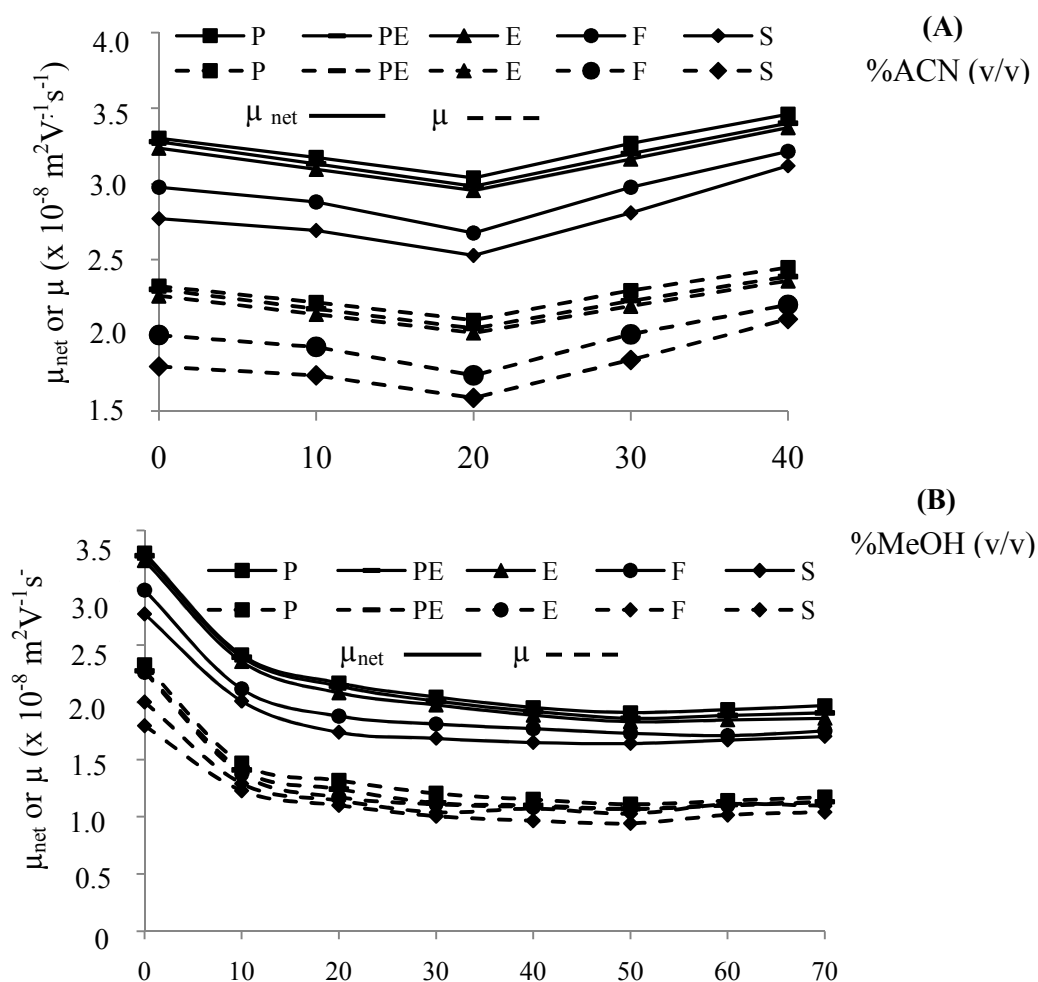 (A)
%ACN (v/v)
μnet or μ (x 10-8 m2V-1s-1)
4.0
3.5
3.0
2.5
2.0
1.5
P PE E F S
P PE E F S
μ net μ
0 10 20 30 40
(B)
%MeOH (v/v)
μnet or μ (x 10-8 m2V-1s-
3.5
3.0
2.5
2.0
1.5
1.0
0.5
0
P PE E F S
P PE E F S
μnet μ
0 10 20 30 40 50 60 70